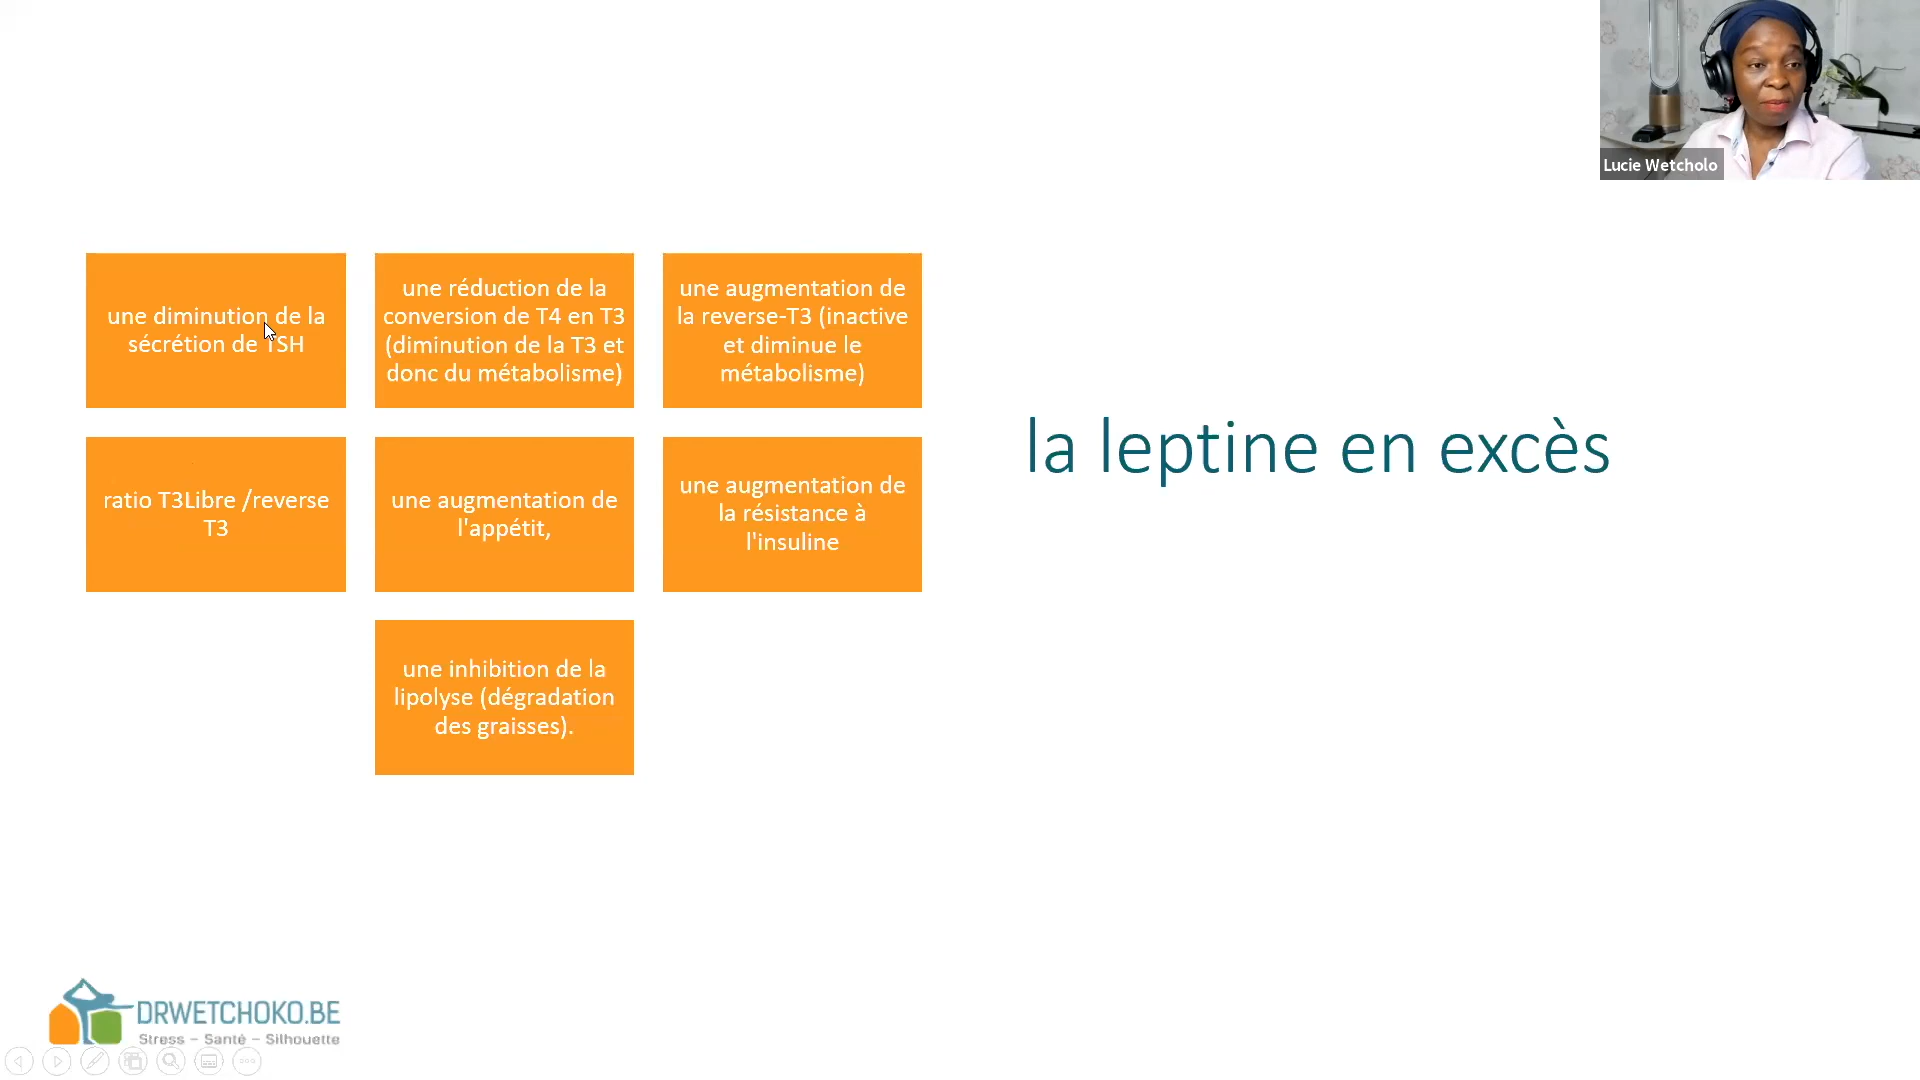 Lucie Wetcholo
une diminution de la
sécrétion de TSH
une réduction de la
conversion de T4 en T3
(diminution de la T3 et
donc du métabolisme)
une augmentation de
la reverse-T3 (inactive
et diminue le
métabolisme)
ratio T3Libre /reverse
T3
une augmentation de
l'appétit,
une augmentation de
la résistance à
l'insuline
une inhibition de la
lipolyse (dégradation
des graisses).
la leptine en excès
DRWETCHOKO.BE
Stress – Santé – Silhouette